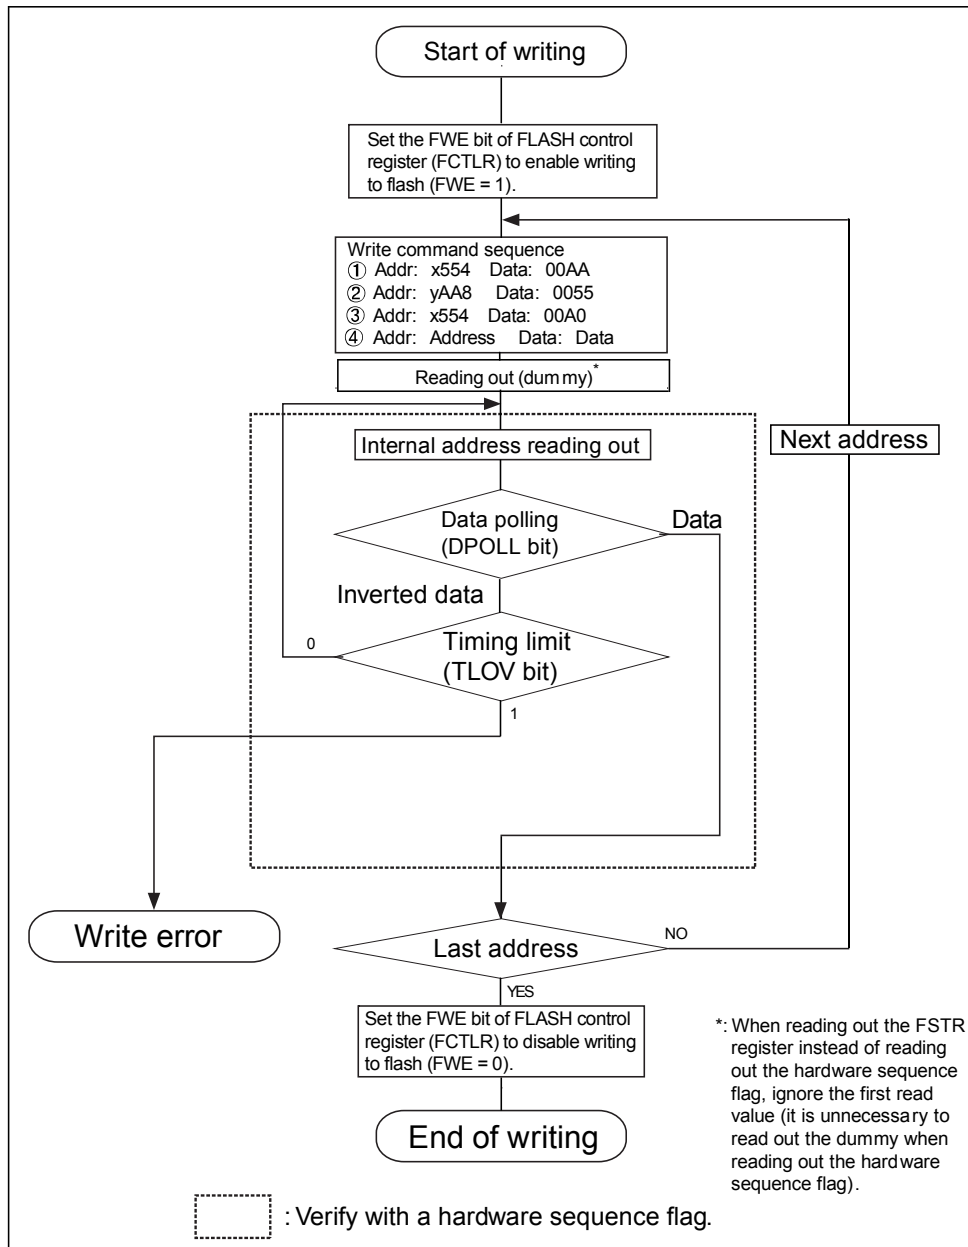 Start of writing
Set the FWE bit of FLASH control
register (FCTLR) to enable writing
to flash (FWE = 1).
Write command sequence
① Addr: x554 Data: 00AA
② Addr: yAA8 Data: 0055
③ Addr: x554 Data: 00A0
④ Addr: Address Data: Data
Reading out (dummy)*
Internal address reading out
Next address
Data polling
(DPOLL bit)
Data
Inverted data
Timing limit
(TLOV bit)
0
1
Write error
Last address
NO
YES
Set the FWE bit of FLASH control
register (FCTLR) to disable writing
to flash (FWE = 0).
End of writing
*: When reading out the FSTR
register instead of reading
out the hardware sequence
flag, ignore the first read
value (it is unnecessary to
read out the dummy when
reading out the hardware
sequence flag).
: Verify with a hardware sequence flag.